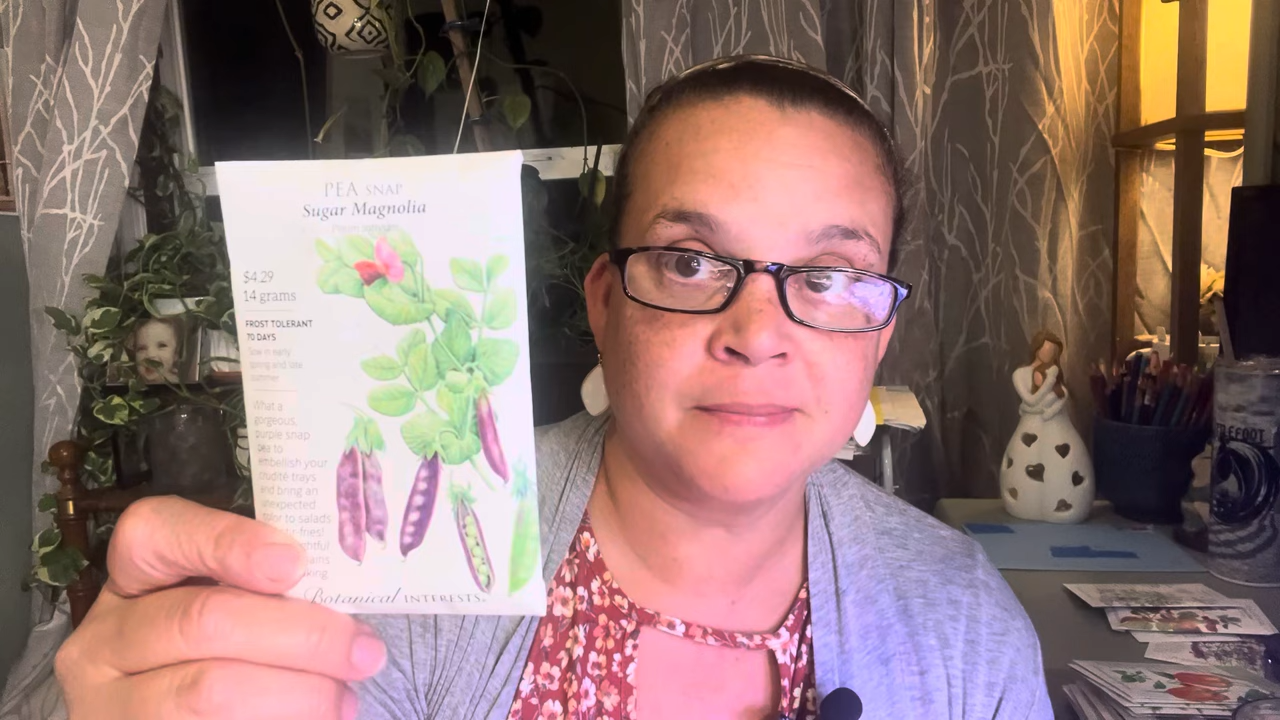 PEA SNAP
Sugar Magnolia
Pisum sativum
$4.29
14 grams
FROST TOLERANT
70 DAYS
Sow in early
spring and late
summer
What a
gorgeous,
purple snap
pea to
embellish your
crudité trays
and bring an
unexpected
color to salads
Botanical INTERESTS